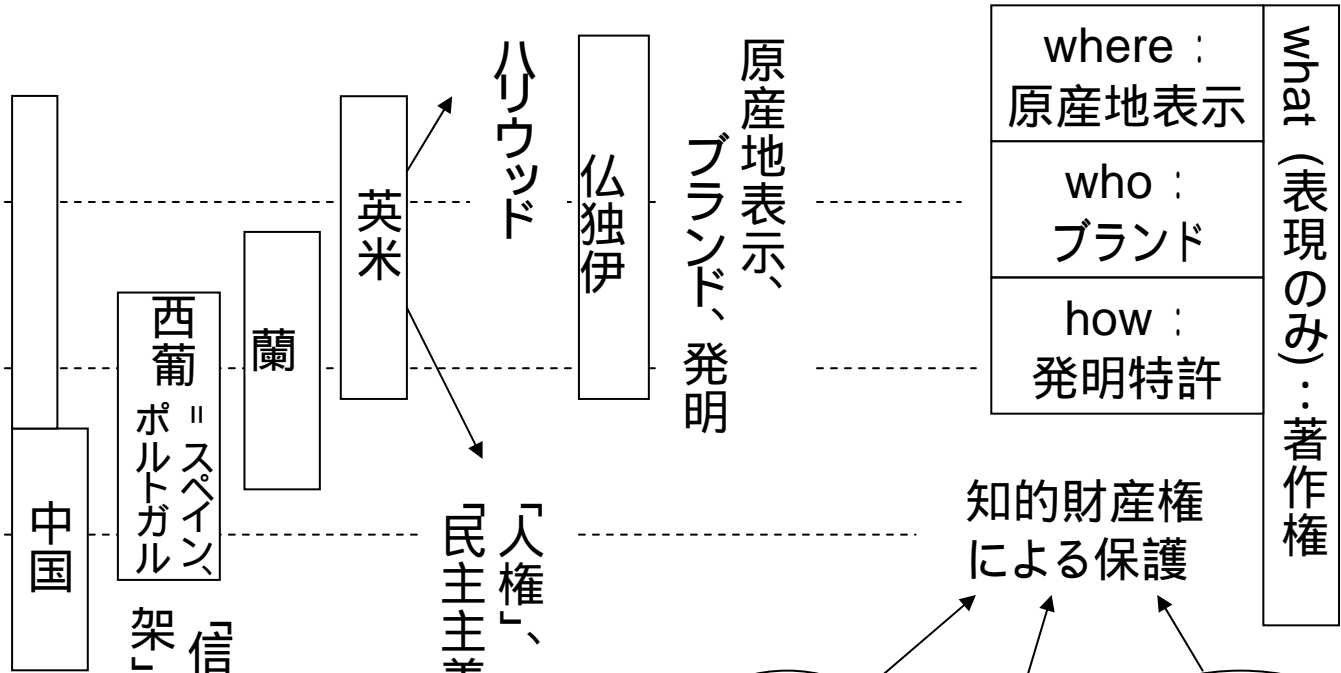 where：
原産地表示
who：
ブランド
how：
発明特許
what（表現のみ）：著作権
原産地表示、
ブランド、発明
仏独伊
ハリウッド
英米
蘭
西葡
＝スペイン、
ポルトガル
中国
知的財産権
による保護
「人権」、
「民主主義
「信
架」